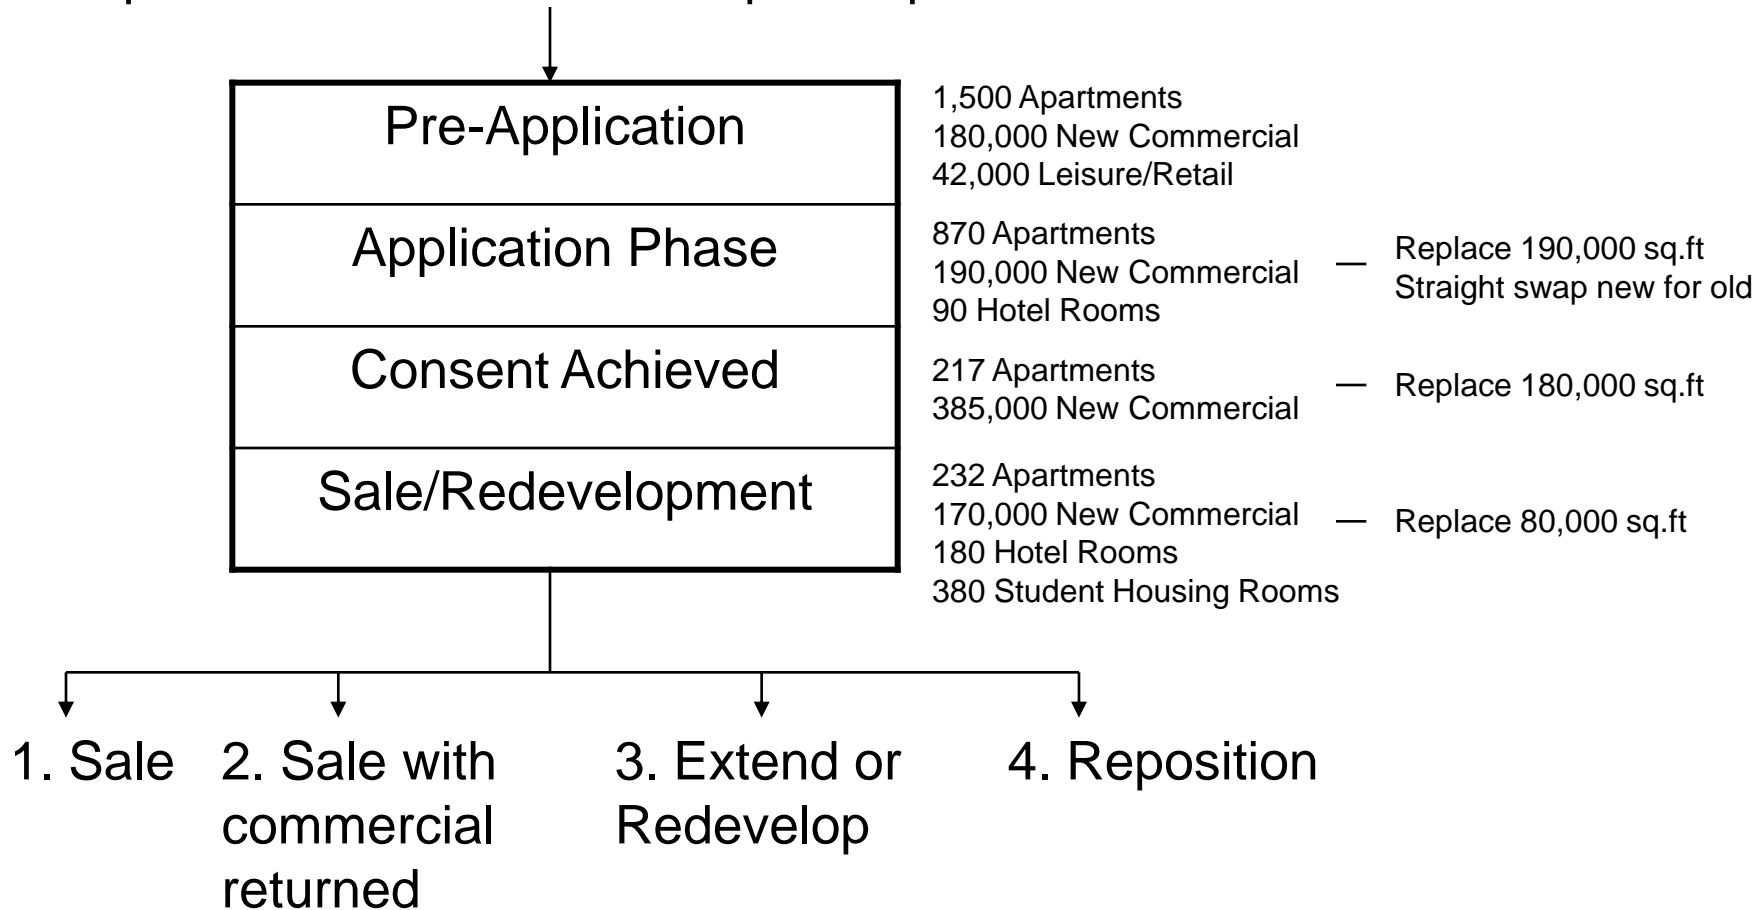 Pre-Application
1,500 Apartments
180,000 New Commercial
42,000 Leisure/Retail
Application Phase
870 Apartments
190,000 New Commercial
90 Hotel Rooms
Replace 190,000 sq.ft
Straight swap new for old
Consent Achieved
217 Apartments
385,000 New Commercial
Replace 180,000 sq.ft
Sale/Redevelopment
232 Apartments
170,000 New Commercial
180 Hotel Rooms
380 Student Housing Rooms
Replace 80,000 sq.ft
1. Sale
2. Sale with
commercial
returned
3. Extend or
Redevelop
4. Reposition